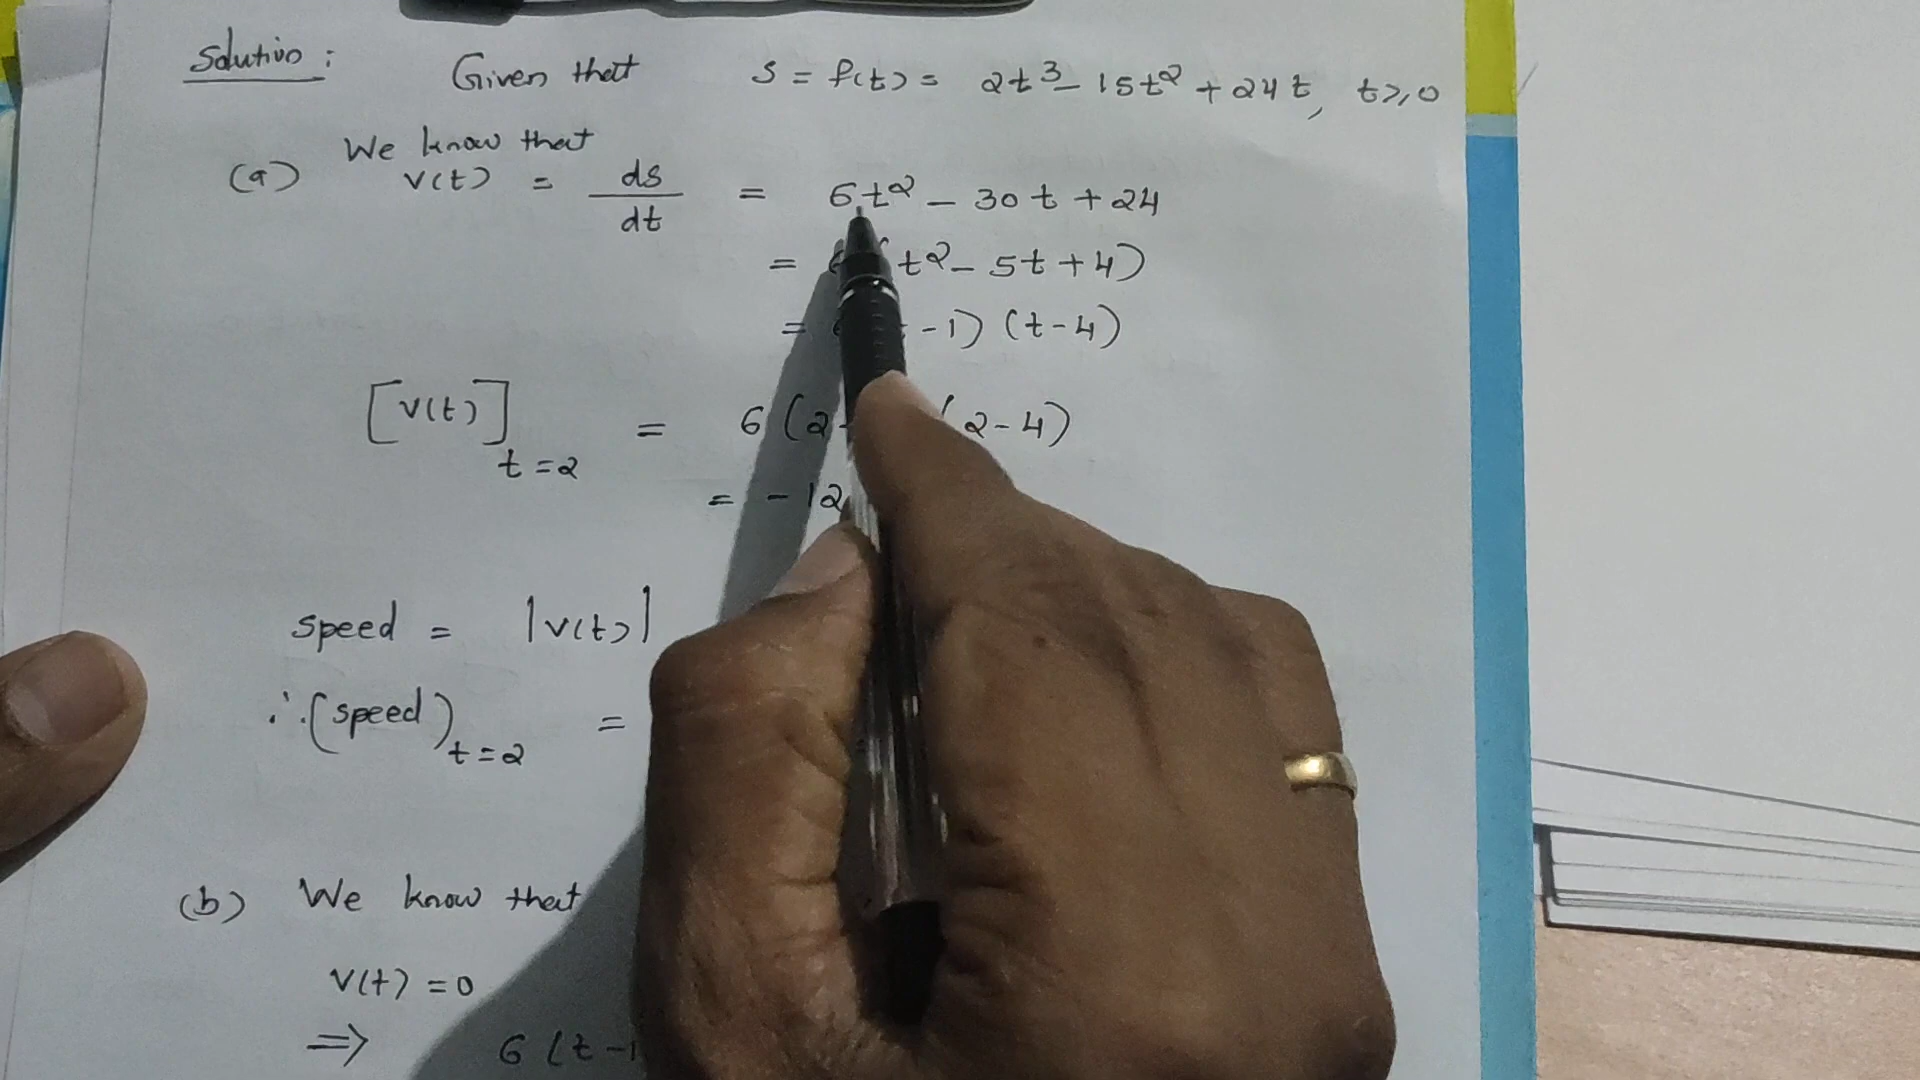 Solution : Given that s = f(t) = 2t³ - 15t² + 24t, t ≥ 0
We know that
(a) v(t) = ds/dt = 6t² - 30t + 24
= t² - 5t + 4)
= - 1) (t - 4)
[v(t)] t=2 = 6 (2 - (2 - 4)
= - 12
speed = |v(t)|
∴ (speed) t=2 =
(b) We know that
v(t) = 0
⇒ 6 (t - 1